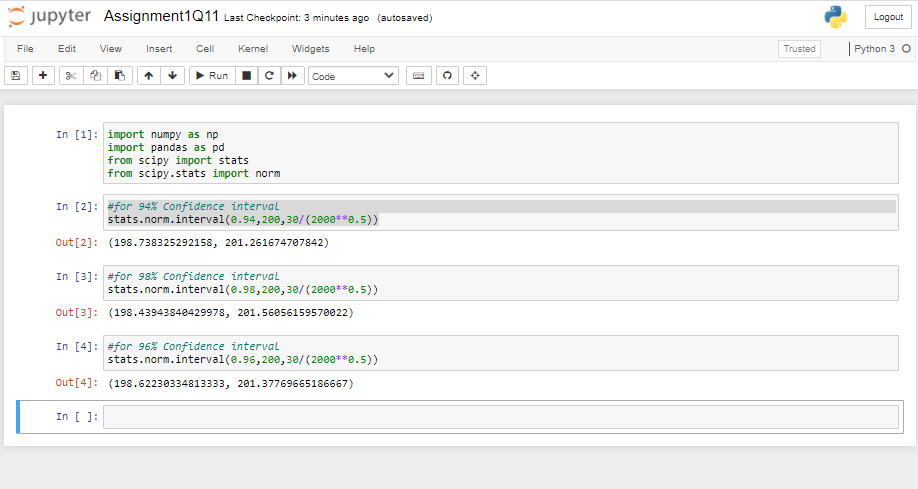 jupyter Assignment1Q11 Last Checkpoint: 3 minutes ago (autosaved)
Logout
File Edit View Insert Cell Kernel Widgets Help
Trusted
Python 3
Run
Code
In [1]: import numpy as np
import pandas as pd
from scipy import stats
from scipy.stats import norm
In [2]: #for 94% Confidence interval
stats.norm.interval(0.94,200,30/(2000**0.5))
Out[2]: (198.738325292158, 201.261674707842)
In [3]: #for 98% Confidence interval
stats.norm.interval(0.98,200,30/(2000**0.5))
Out[3]: (198.43943840429978, 201.56056159570022)
In [4]: #for 96% Confidence interval
stats.norm.interval(0.96,200,30/(2000**0.5))
Out[4]: (198.62230334813333, 201.37769665186667)
In [ ]: